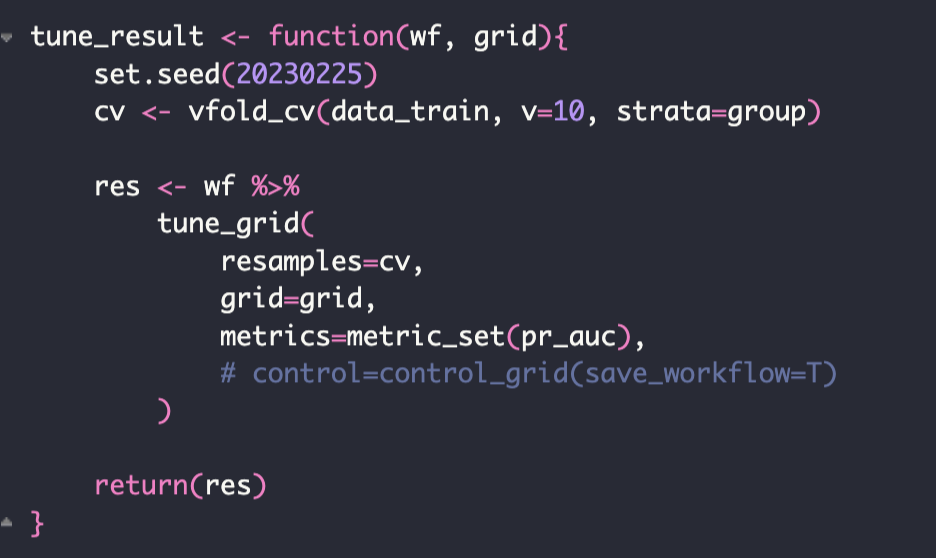 tune_result <- function(wf, grid){
    set.seed(20230225)
    cv <- vfold_cv(data_train, v=10, strata=group)

    res <- wf %>%
        tune_grid(
            resamples=cv,
            grid=grid,
            metrics=metric_set(pr_auc),
            # control=control_grid(save_workflow=T)
        )

    return(res)
}